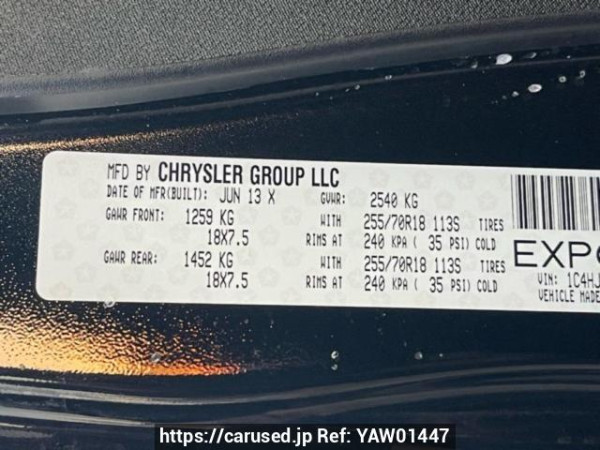 MFD BY CHRYSLER GROUP LLC
DATE OF MFR(BUILT): JUN 13 X GVWR: 2540 KG
GAWR FRONT: 1259 KG WITH 255/70R18 113S TIRES
18X7.5 RIMS AT 240 KPA ( 35 PSI) COLD
GAWR REAR: 1452 KG WITH 255/70R18 113S TIRES
18X7.5 RIMS AT 240 KPA ( 35 PSI) COLD
EXPO
VIN: 1C4HJ
VEHICLE MADE
https://carused.jp Ref: YAW01447